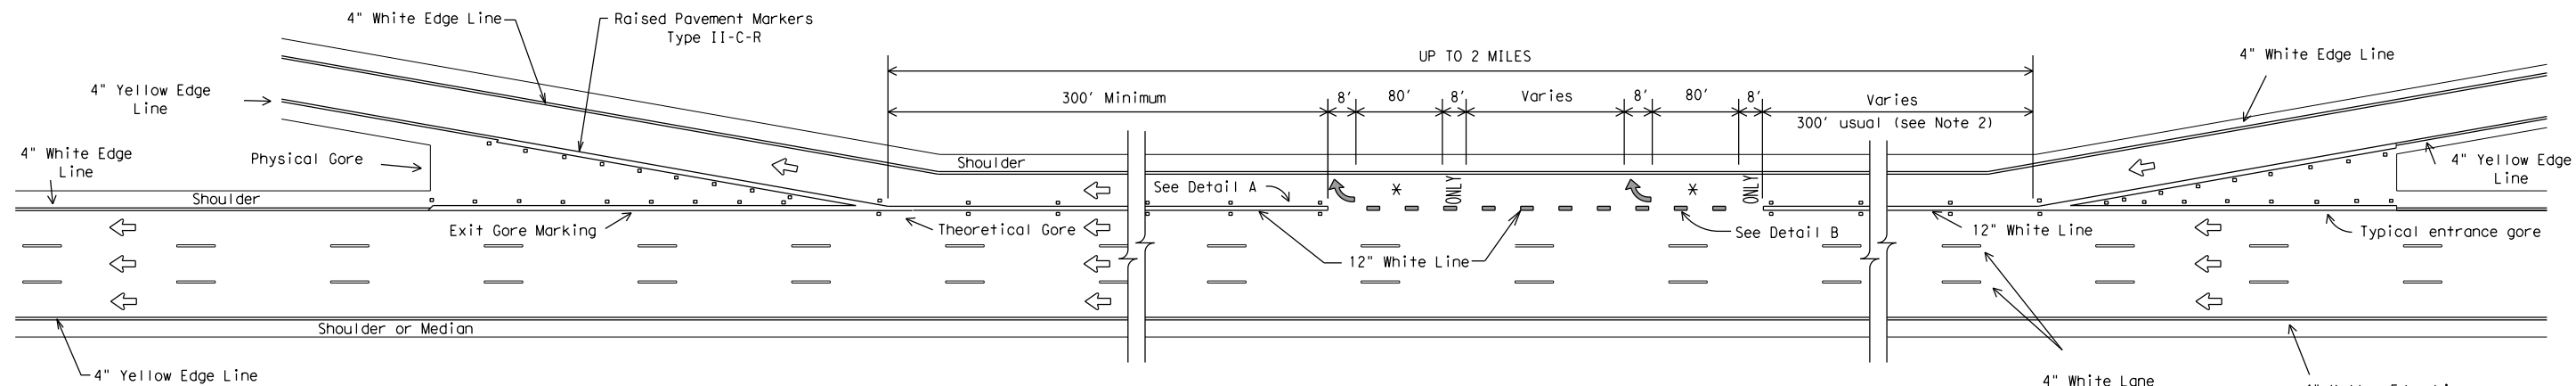 4" White Edge Line
Raised Pavement Markers
Type II-C-R
UP TO 2 MILES
4" White Edge Line
4" Yellow Edge
Line
300' Minimum
8'
80'
8'
Varies
8'
80'
8'
Varies
300' usual (see Note 2)
4" White Edge
Line
Physical Gore
Shoulder
4" Yellow Edge
Line
See Detail A
*
ONLY
*
ONLY
Shoulder
Exit Gore Marking
Theoretical Gore
See Detail B
12" White Line
Typical entrance gore
12" White Line
Shoulder or Median
4" Yellow Edge Line
4" White Lane